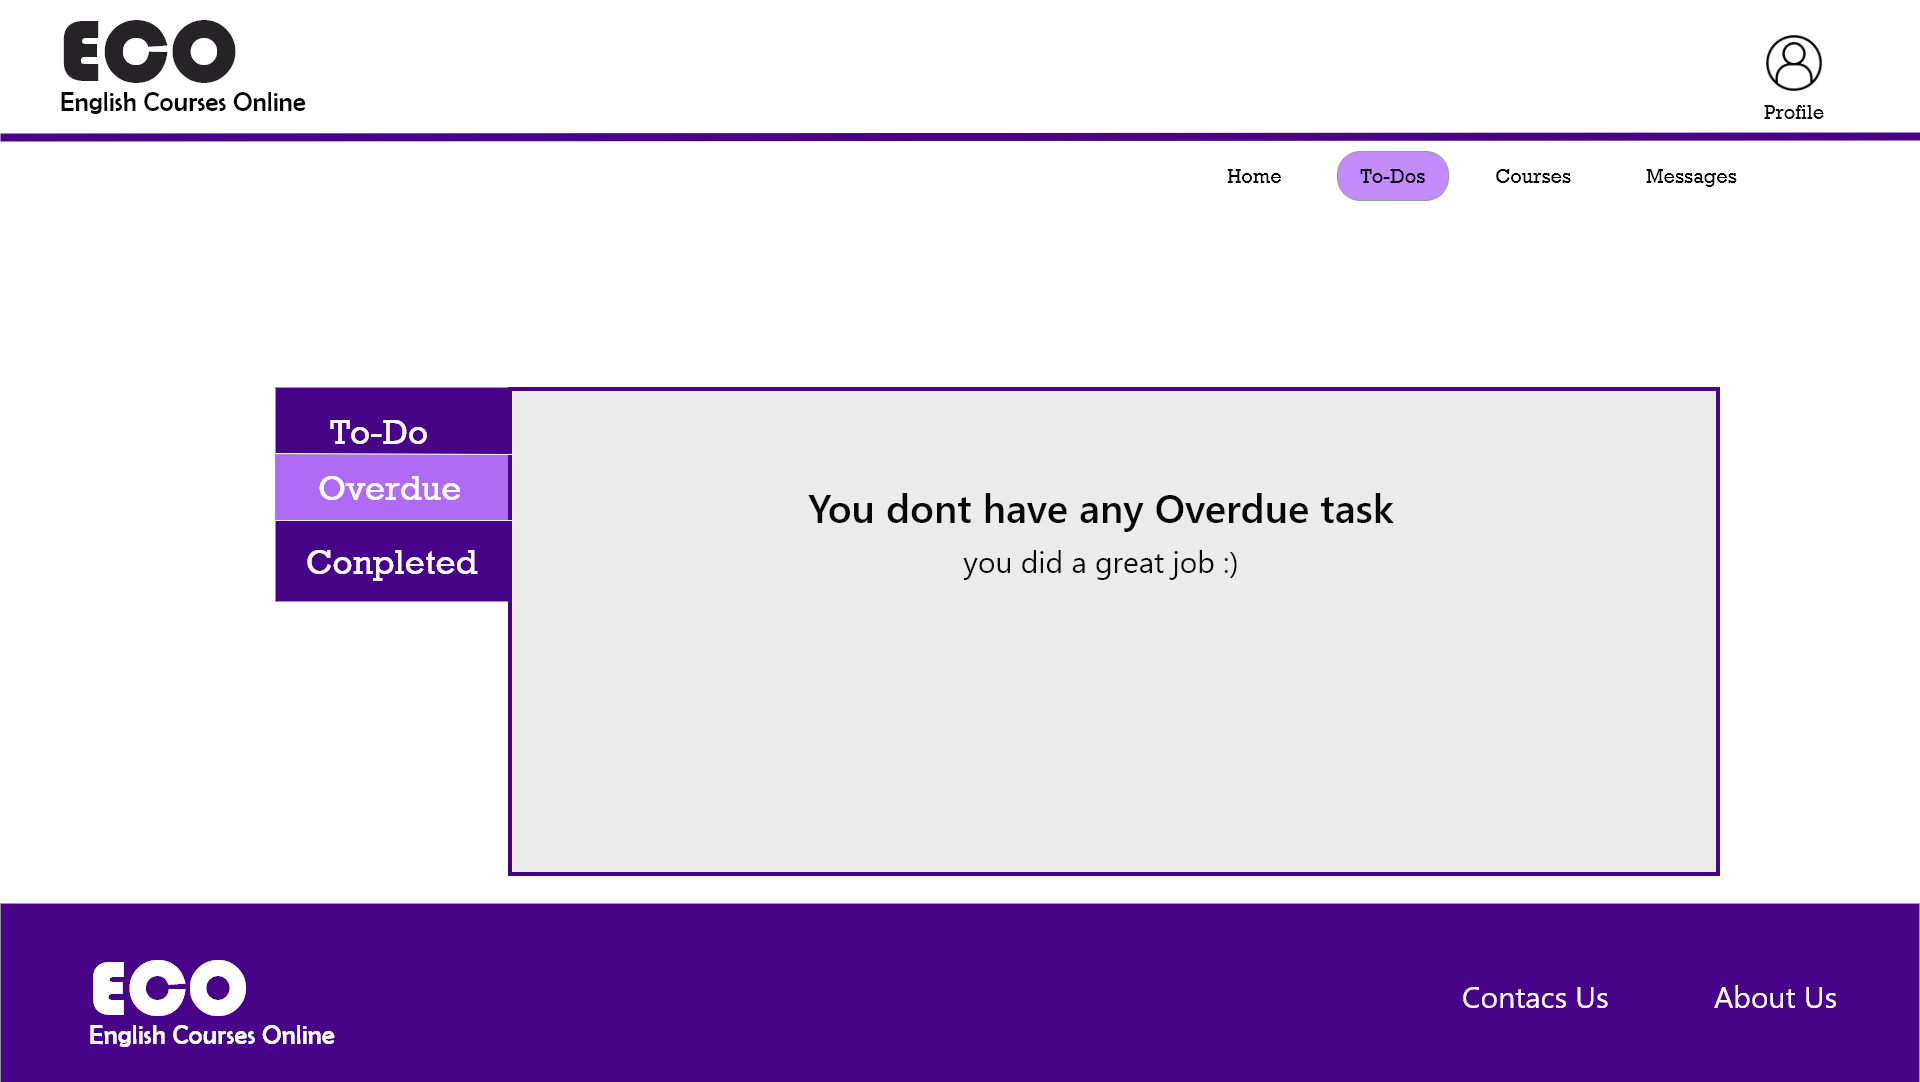 ECO
English Courses Online
Profile
Home To-Dos Courses Messages
To-Do
Overdue
Conpleted
You dont have any Overdue task
you did a great job :)
ECO
English Courses Online
Contacs Us About Us